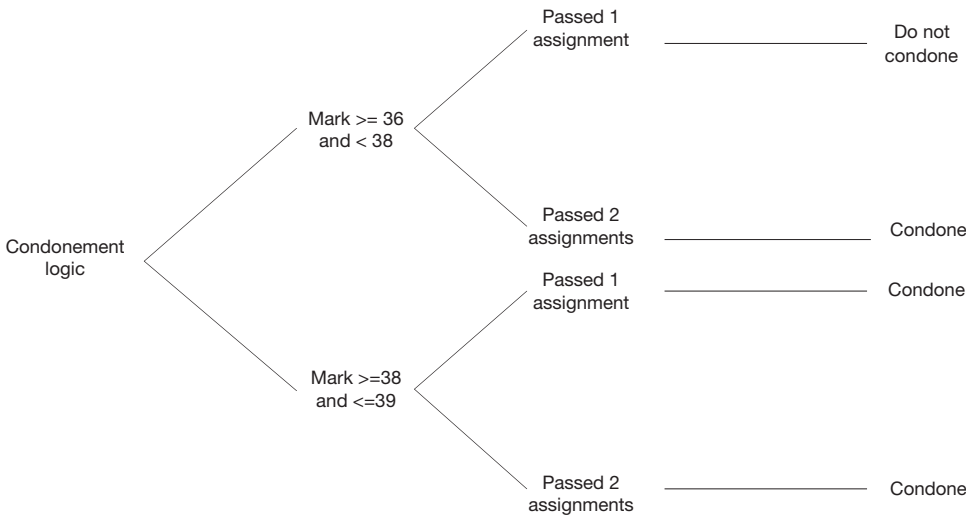 Condonement
logic
Mark >= 36
and < 38
Passed 1
assignment
Do not
condone
Passed 2
assignments
Condone
Mark >=38
and <=39
Passed 1
assignment
Condone
Passed 2
assignments
Condone